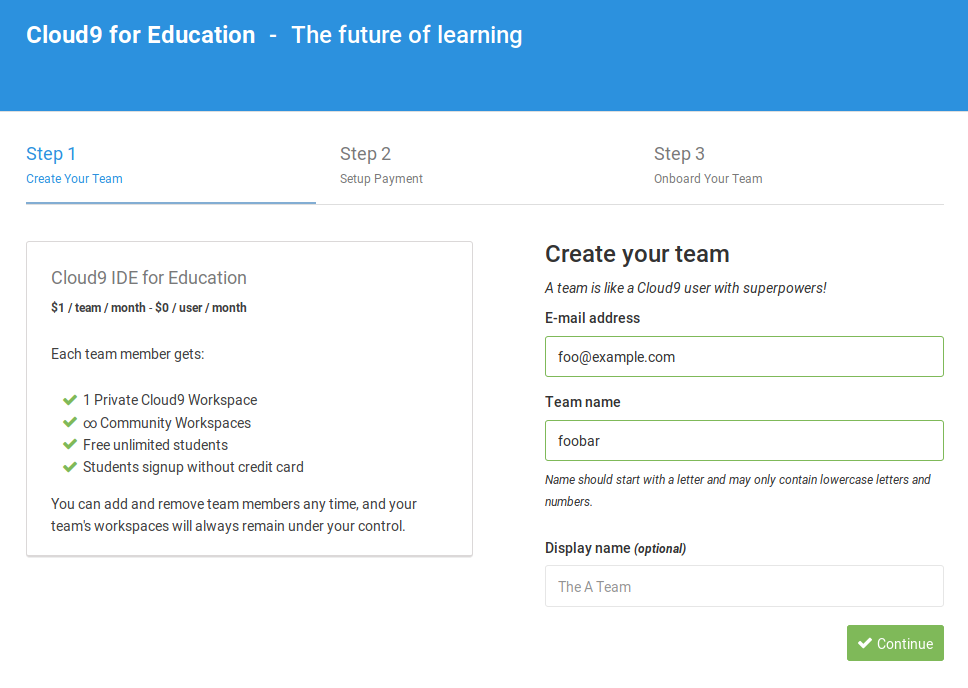 Cloud9 for Education - The future of learning
Step 1
Create Your Team
Step 2
Setup Payment
Step 3
Onboard Your Team
Cloud9 IDE for Education
$1 / team / month - $0 / user / month
Each team member gets:
1 Private Cloud9 Workspace
∞ Community Workspaces
Free unlimited students
Students signup without credit card
You can add and remove team members any time, and your
team's workspaces will always remain under your control.
Create your team
A team is like a Cloud9 user with superpowers!
E-mail address
foo@example.com
Team name
foobar
Name should start with a letter and may only contain lowercase letters and
numbers.
Display name (optional)
The A Team
Continue